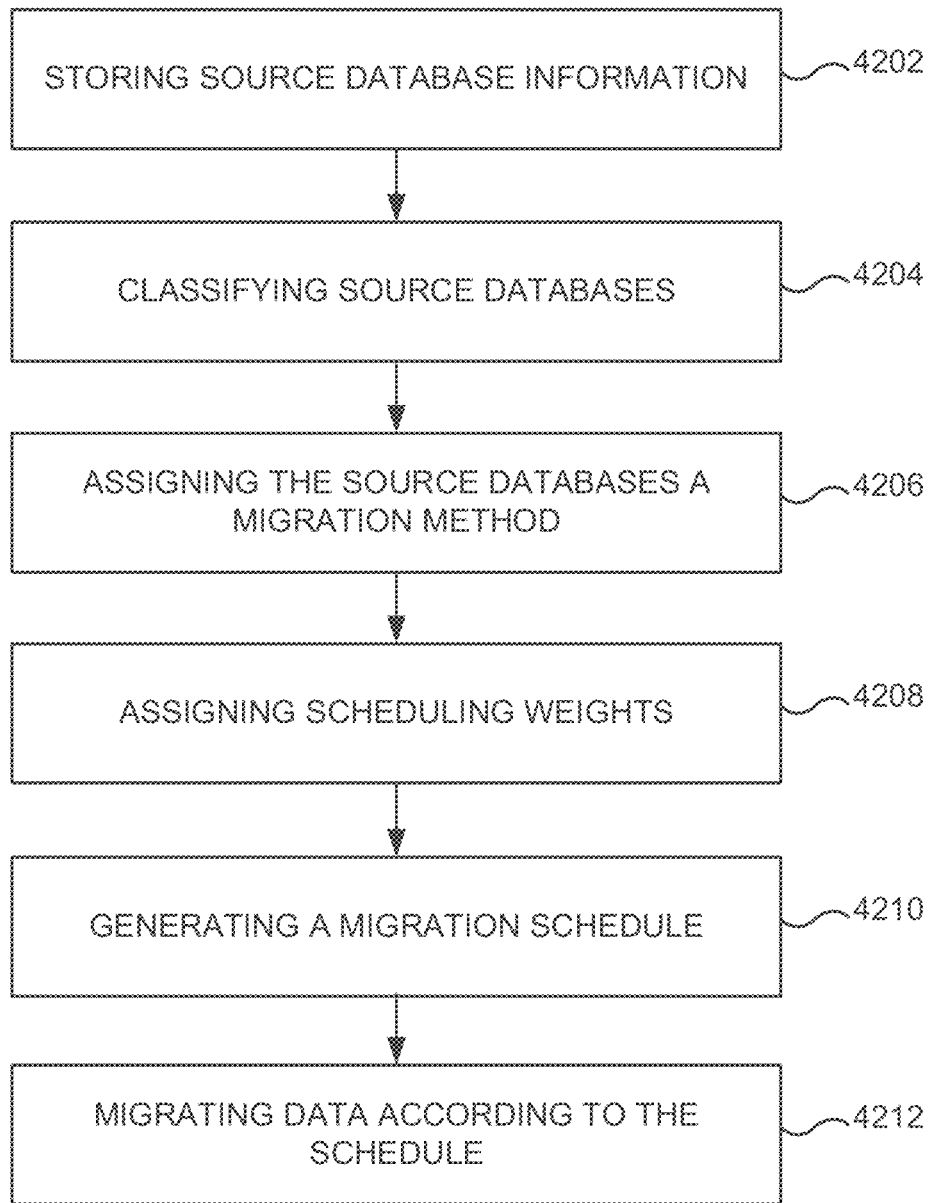 STORING SOURCE DATABASE INFORMATION
4202
CLASSIFYING SOURCE DATABASES
4204
ASSIGNING THE SOURCE DATABASES A
MIGRATION METHOD
4206
ASSIGNING SCHEDULING WEIGHTS
4208
GENERATING A MIGRATION SCHEDULE
4210
MIGRATING DATA ACCORDING TO THE
SCHEDULE
4212